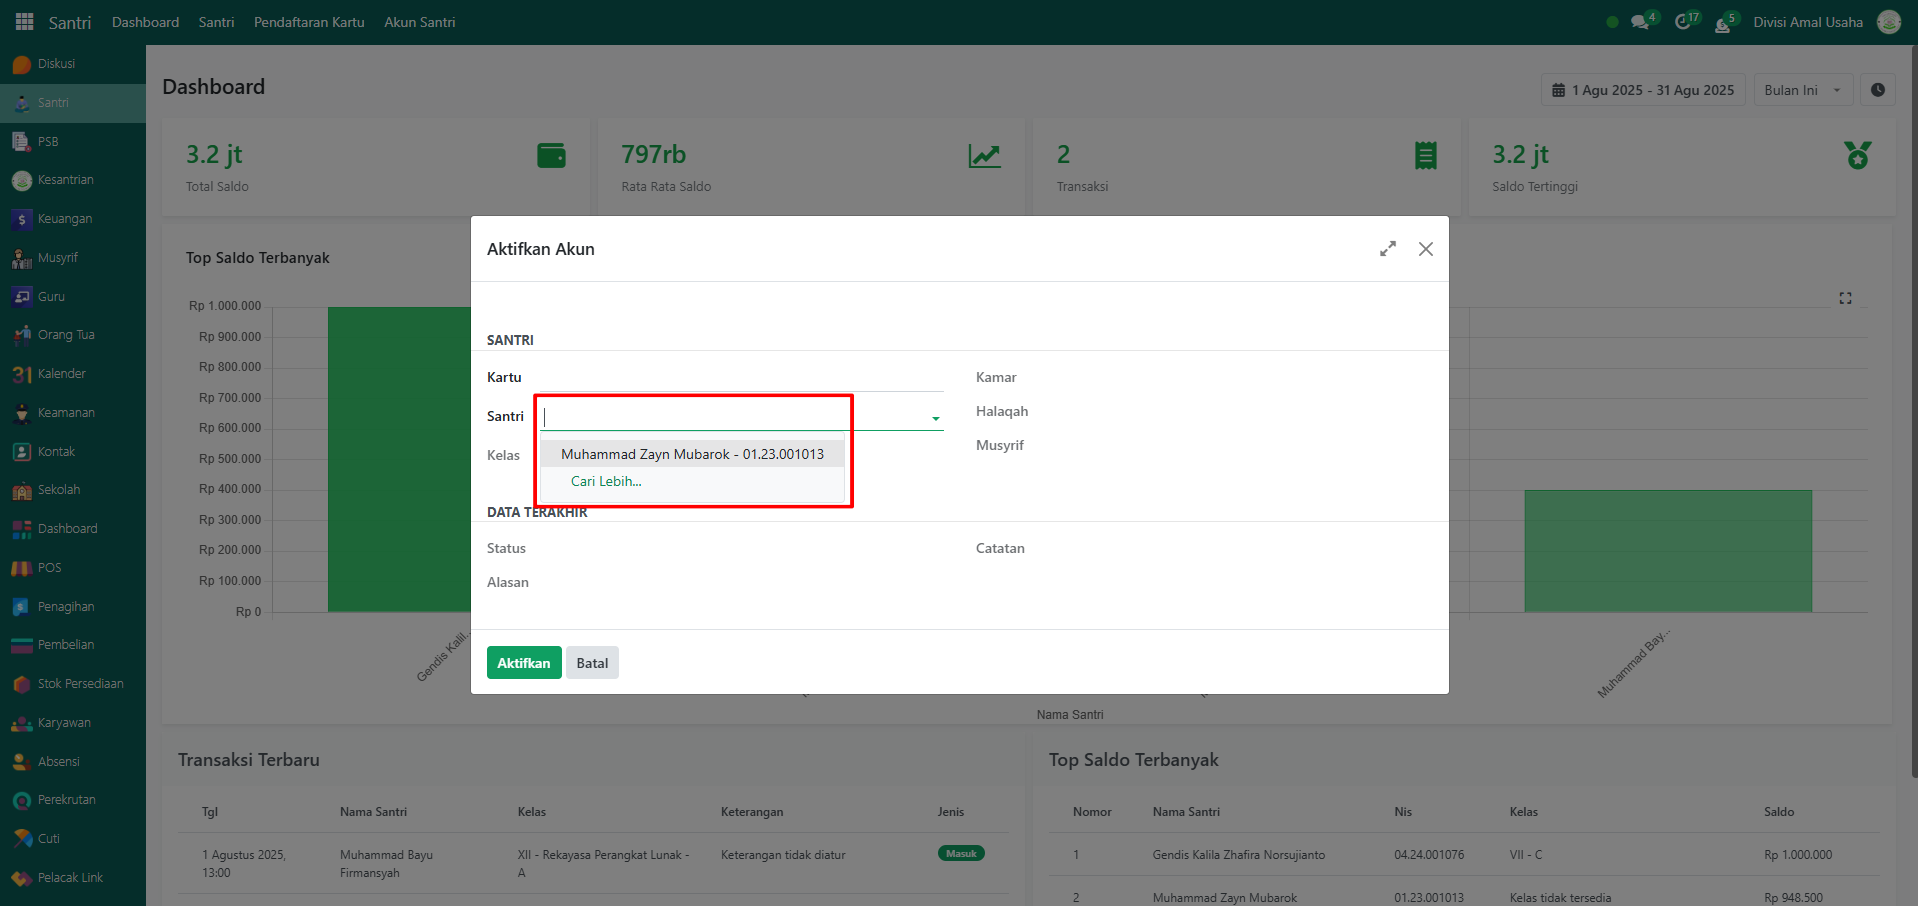 Santri Dashboard Santri Pendaftaran Kartu Akun Santri 4 17 5 Divisi Amal Usaha
Diskusi
Santri
PSB
Kesantrian
Keuangan
Musyrif
Guru
Orang Tua
31 Kalender
Keamanan
Kontak
Sekolah
Dashboard
POS
Penagihan
Pembelian
Stok Persediaan
Karyawan
Absensi
Perekrutan
Cuti
Pelacak Link
Dashboard
1 Agu 2025 - 31 Agu 2025 Bulan Ini
3.2 jt
Total Saldo
797rb
Rata Rata Saldo
2
Transaksi
3.2 jt
Saldo Tertinggi
Top Saldo Terbanyak
Rp 1.000.000
Rp 900.000
Rp 800.000
Rp 700.000
Rp 600.000
Rp 500.000
Rp 400.000
Rp 300.000
Rp 200.000
Rp 100.000
Rp 0
Gendis Kalil...
Muhammad Bay...
Nama Santri
Aktifkan Akun
SANTRI
Kartu
Santri
Muhammad Zayn Mubarok - 01.23.001013
Cari Lebih...
Kelas
Kamar
Halaqah
Musyrif
DATA TERAKHIR
Status
Catatan
Alasan
Aktifkan Batal
Transaksi Terbaru
Tgl Nama Santri Kelas Keterangan Jenis
1 Agustus 2025, Muhammad Bayu XII - Rekayasa Perangkat Lunak - Keterangan tidak diatur Masuk
13:00 Firmansyah A
Top Saldo Terbanyak
Nomor Nama Santri Nis Kelas Saldo
1 Gendis Kalila Zhafira Norsujianto 04.24.001076 VII - C Rp 1.000.000
2 Muhammad Zayn Mubarok 01.23.001013 Kelas tidak tersedia Rp 948.500